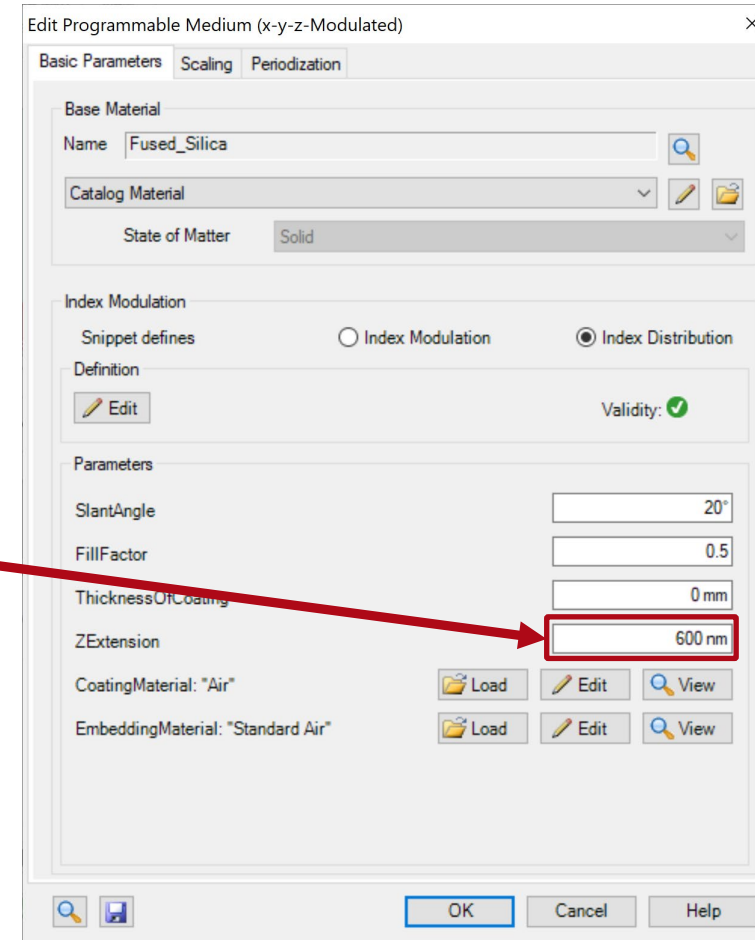 Edit Programmable Medium (x-y-z-Modulated)
Basic Parameters Scaling Periodization
Base Material
Name Fused_Silica
Catalog Material
State of Matter Solid
Index Modulation
Snippet defines Index Modulation Index Distribution
Definition
Edit Validity:
Parameters
SlantAngle 20°
FillFactor 0.5
ThicknessOfCoating 0 mm
ZExtension 600 nm
CoatingMaterial: "Air" Load Edit View
EmbeddingMaterial: "Standard Air" Load Edit View
OK Cancel Help